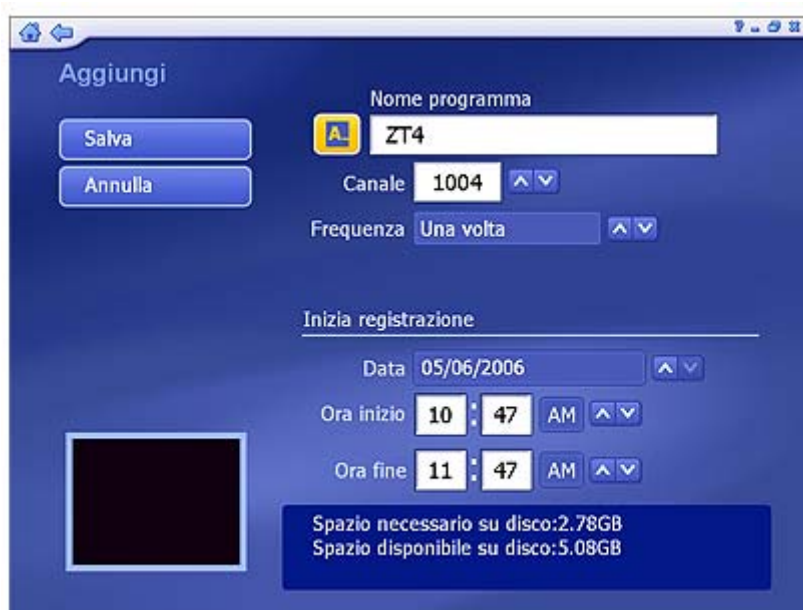 Aggiungi
Salva
Annulla
Nome programma
A
ZT4
Canale 1004
Frequenza Una volta
Inizia registrazione
Data 05/06/2006
Ora inizio 10 : 47 AM
Ora fine 11 : 47 AM
Spazio necessario su disco:2.78GB
Spazio disponibile su disco:5.08GB